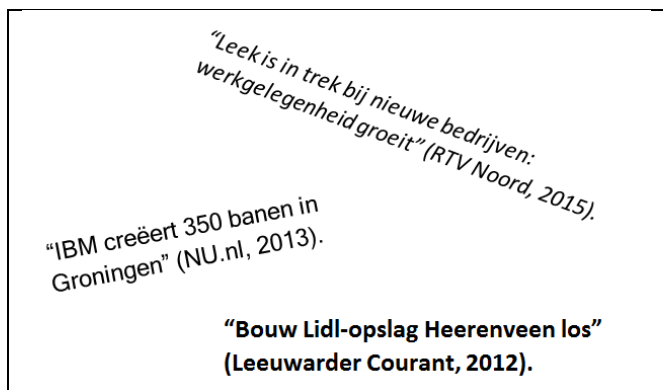 “Leek is in trek bij nieuwe bedrijven:
werkgelegenheid groeit” (RTV Noord, 2015).
“IBM creëert 350 banen in
Groningen” (NU.nl, 2013).
“Bouw Lidl-opslag Heerenveen los”
(Leeuwarder Courant, 2012).